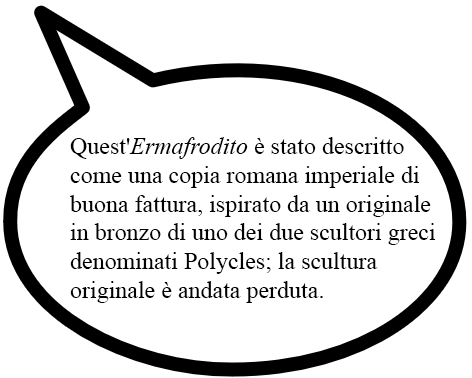 Quest'Ermafrodito è stato descritto
come una copia romana imperiale di
buona fattura, ispirato da un originale
in bronzo di uno dei due scultori greci
denominati Polycles; la scultura
originale è andata perduta.